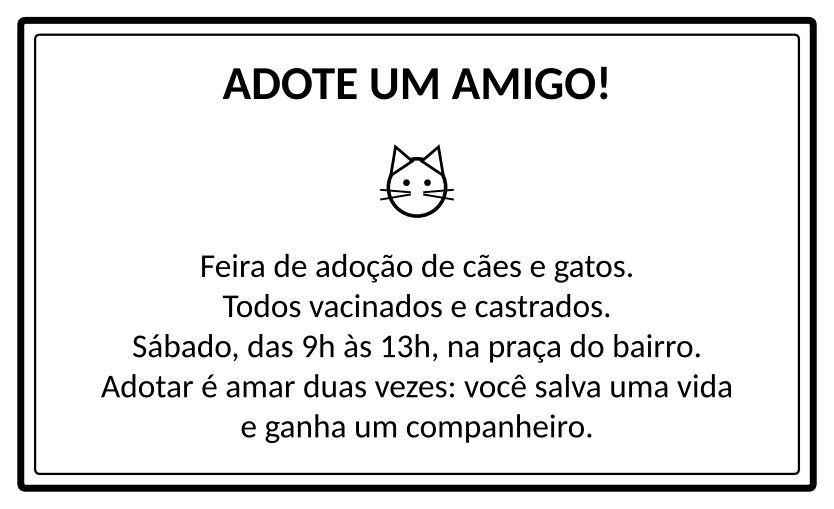 ADOTE UM AMIGO!
Feira de adoção de cães e gatos.
Todos vacinados e castrados.
Sábado, das 9h às 13h, na praça do bairro.
Adotar é amar duas vezes: você salva uma vida
e ganha um companheiro.